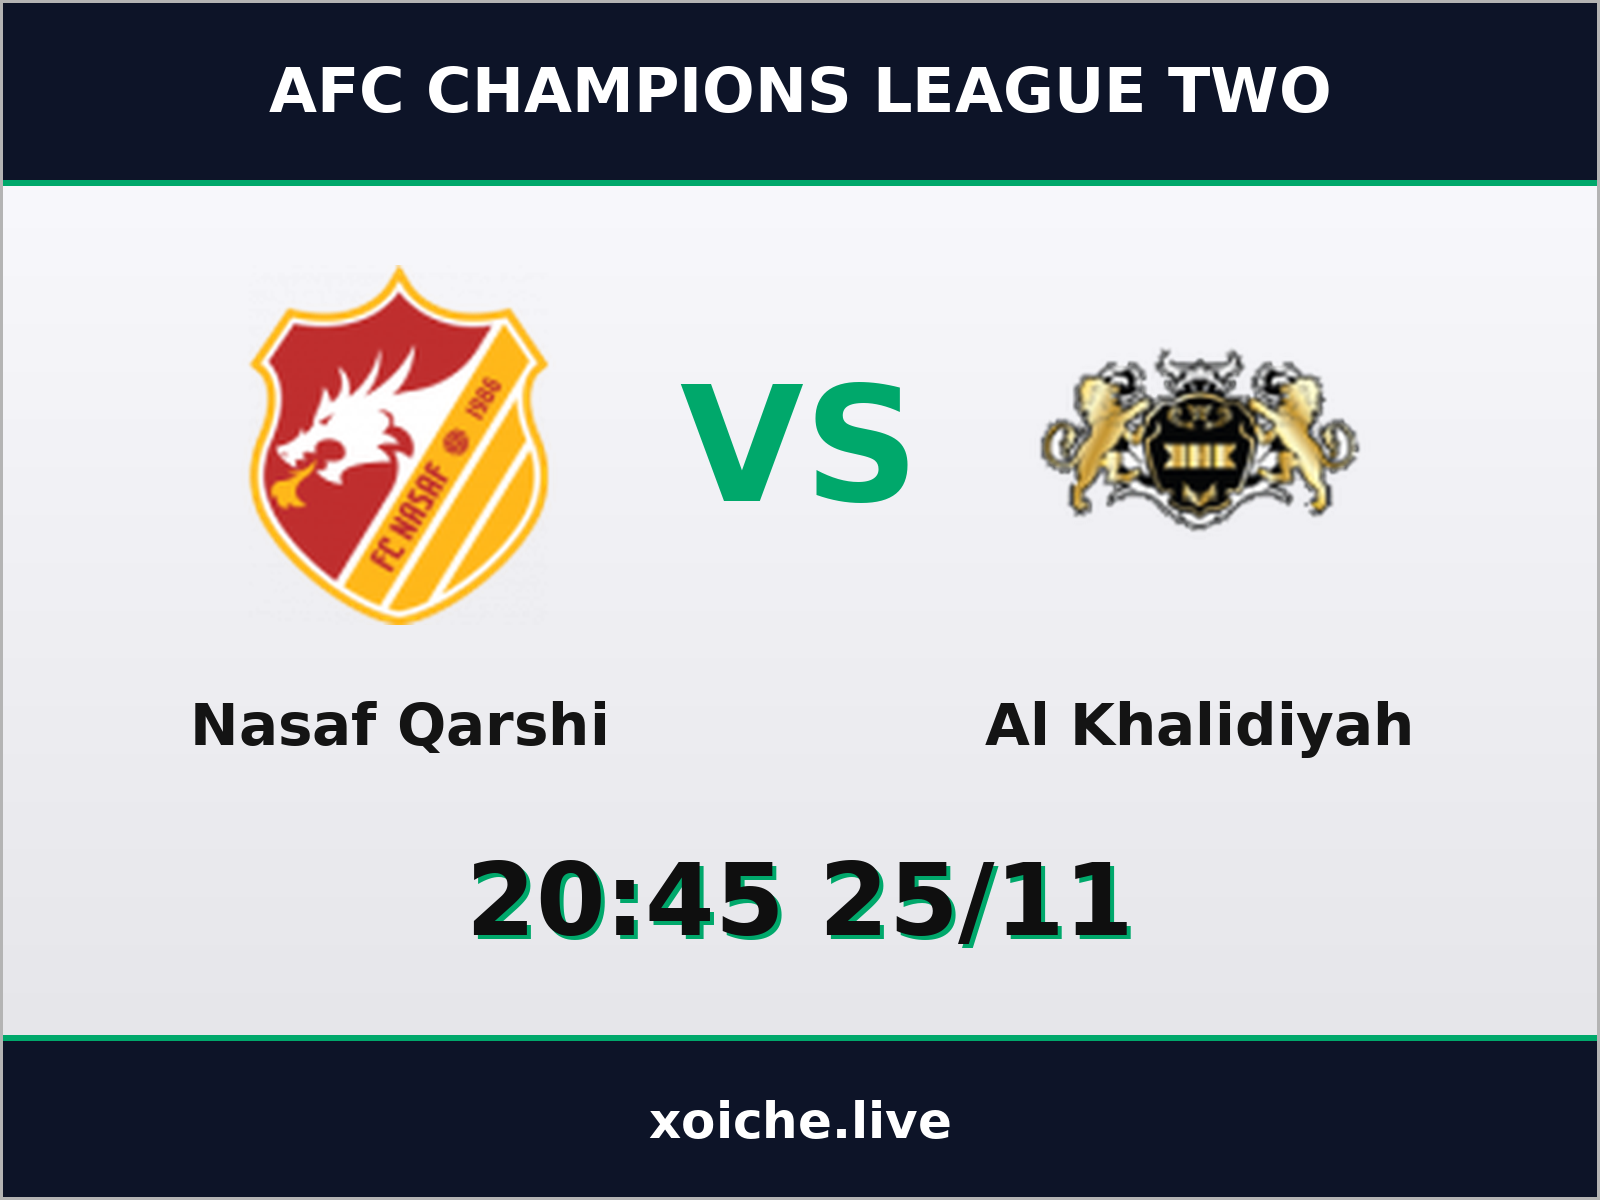 AFC CHAMPIONS LEAGUE TWO
FC NASAF 1986
VS
Nasaf Qarshi
Al Khalidiyah
20:45 25/11
xoiche.live